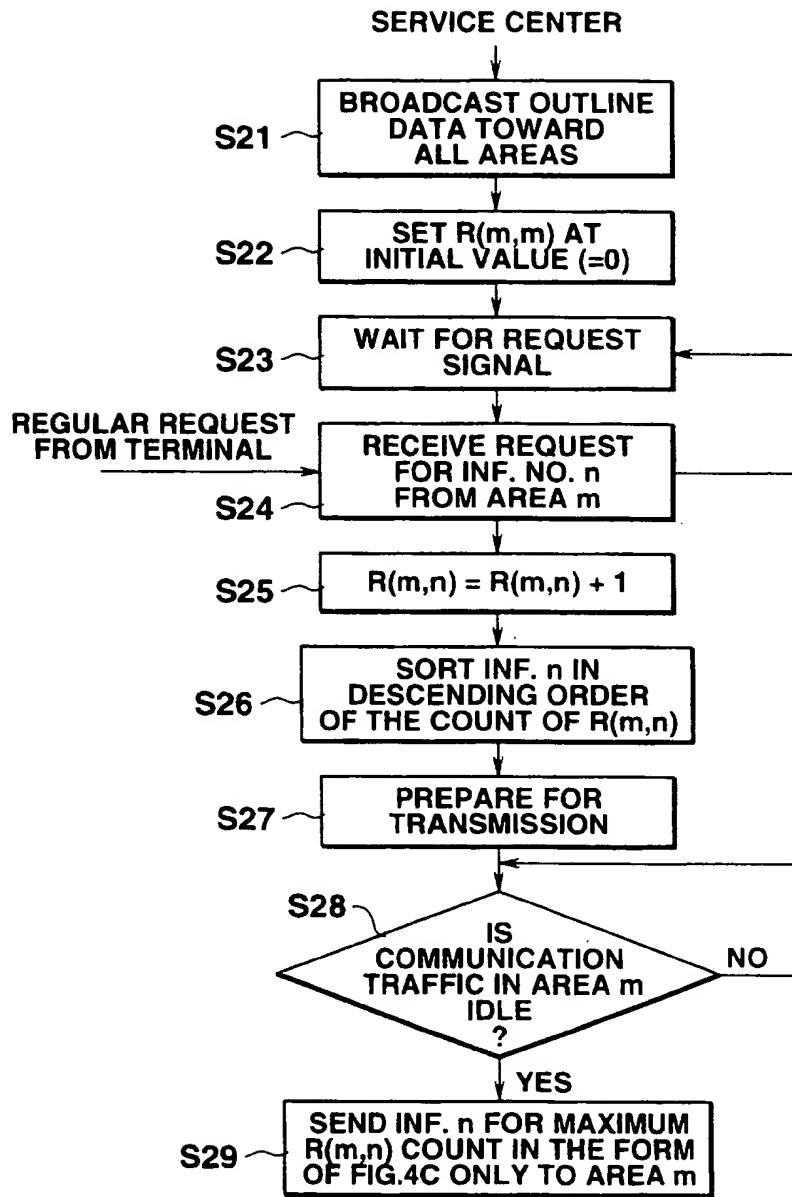 SERVICE CENTER
S21
BROADCAST OUTLINE
DATA TOWARD
ALL AREAS
S22
SET R(m,m) AT
INITIAL VALUE (=0)
S23
WAIT FOR REQUEST
SIGNAL
REGULAR REQUEST
FROM TERMINAL
S24
RECEIVE REQUEST
FOR INF. NO. n
FROM AREA m
S25
R(m,n) = R(m,n) + 1
S26
SORT INF. n IN
DESCENDING ORDER
OF THE COUNT OF R(m,n)
S27
PREPARE FOR
TRANSMISSION
S28
IS
COMMUNICATION
TRAFFIC IN AREA m
IDLE
?
NO
YES
S29
SEND INF. n FOR MAXIMUM
R(m,n) COUNT IN THE FORM
OF FIG.4C ONLY TO AREA m